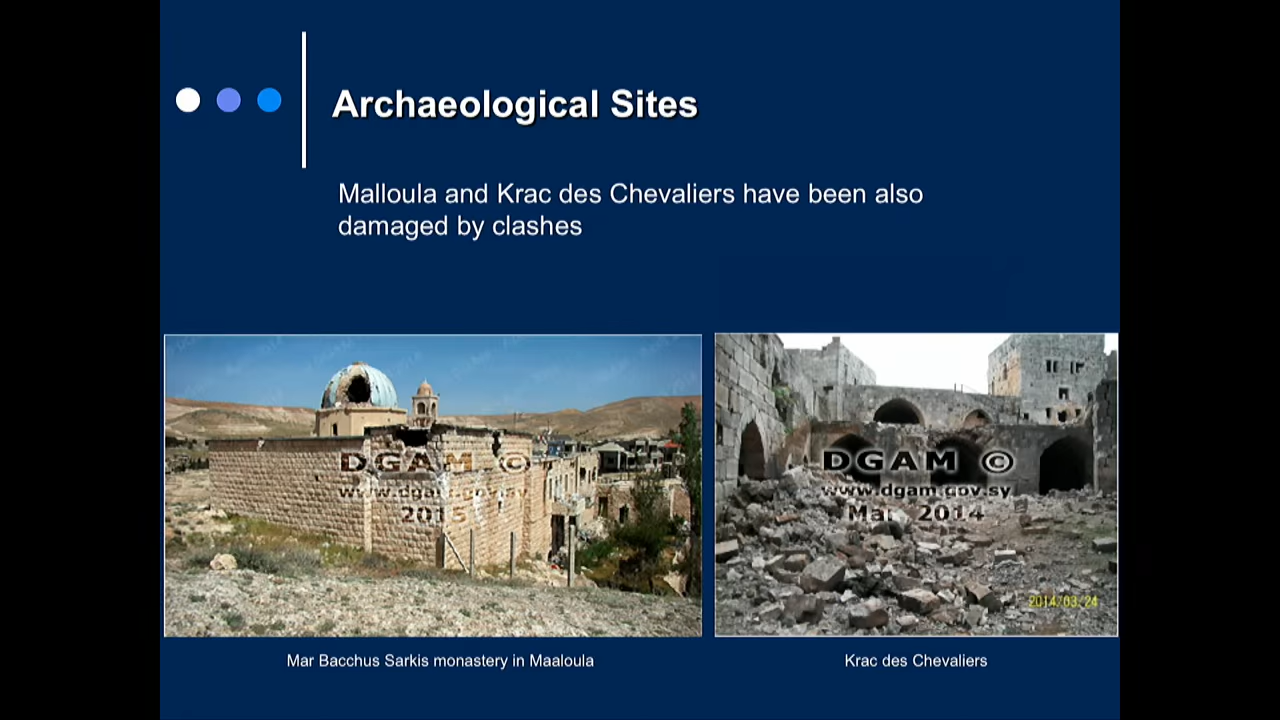 Archaeological Sites
Malloula and Krac des Chevaliers have been also
damaged by clashes
DGAM ©
www.dgam.gov.sy
2015
DGAM ©
www.dgam.gov.sy
Mar 2014
2014/03/24
Mar Bacchus Sarkis monastery in Maaloula
Krac des Chevaliers